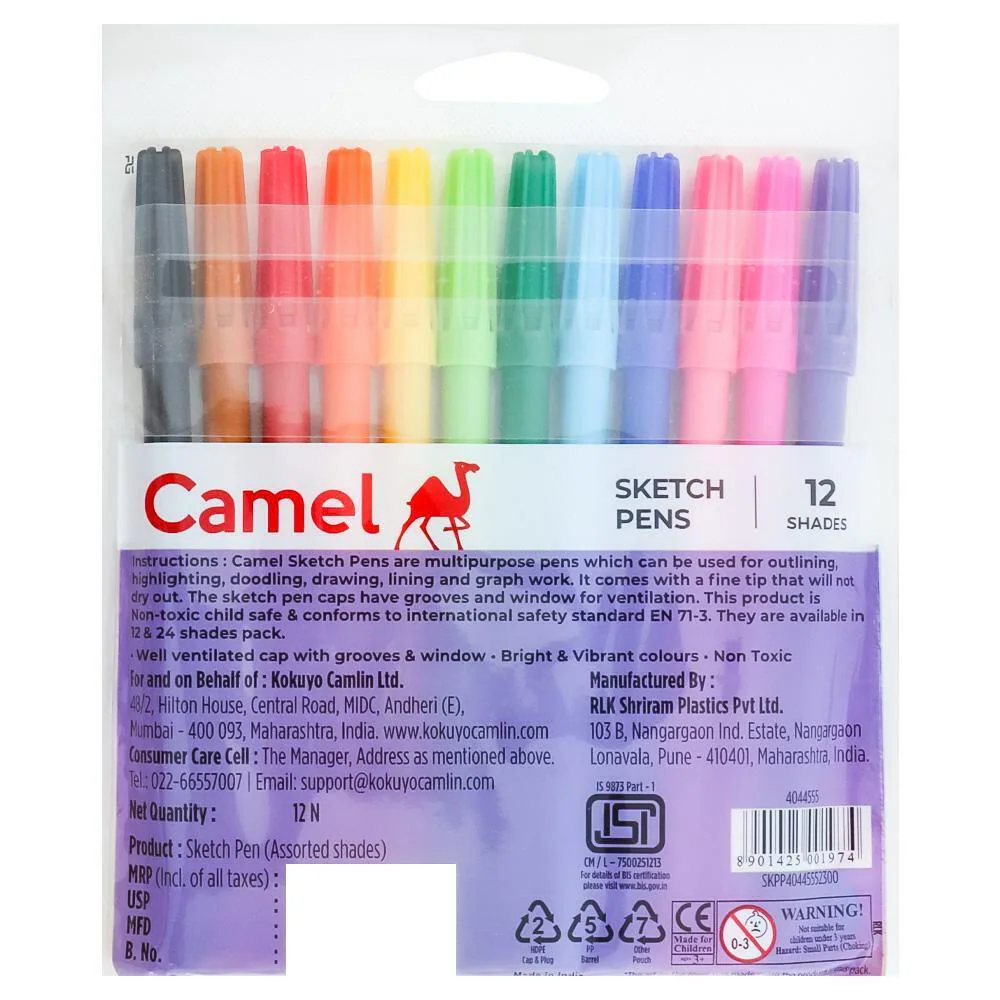 Camel
SKETCH
PENS
12
SHADES
Instructions : Camel Sketch Pens are multipurpose pens which can be used for outlining,
highlighting, doodling, drawing, lining and graph work. It comes with a fine tip that will not
dry out. The sketch pen caps have grooves and window for ventilation. This product is
Non-toxic child safe & conforms to international safety standard EN 71-3. They are available in
12 & 24 shades pack.
• Well ventilated cap with grooves & window • Bright & Vibrant colours • Non Toxic
For and on Behalf of : Kokuyo Camlin Ltd.
48/2, Hilton House, Central Road, MIDC, Andheri (E),
Mumbai - 400 093, Maharashtra, India. www.kokuyocamlin.com
Consumer Care Cell : The Manager, Address as mentioned above.
Tel.: 022-66557007 | Email: support@kokuyocamlin.com
Net Quantity : 12 N
Product : Sketch Pen (Assorted shades)
MRP (Incl. of all taxes) :
USP :
MFD :
B. No. :
Manufactured By :
RLK Shriram Plastics Pvt Ltd.
103 B, Nangargaon Ind. Estate, Nangargaon
Lonavala, Pune - 410401, Maharashtra, India.
IS 9873 Part - 1
ISI
CM / L - 7500251213
For details of BIS certification
please visit www.bis.gov.in
4044555
8 901425 001974
SKPP40445552300
2
HDPE
Cap & Plug
5
PP
Barrel
7
Other
Pouch
CE
Made for
Children
AGES 3+
0-3
WARNING!
Not suitable for
children under 3 years
Hazard: Small Parts (Choking)
RLK
Made in India
pack.